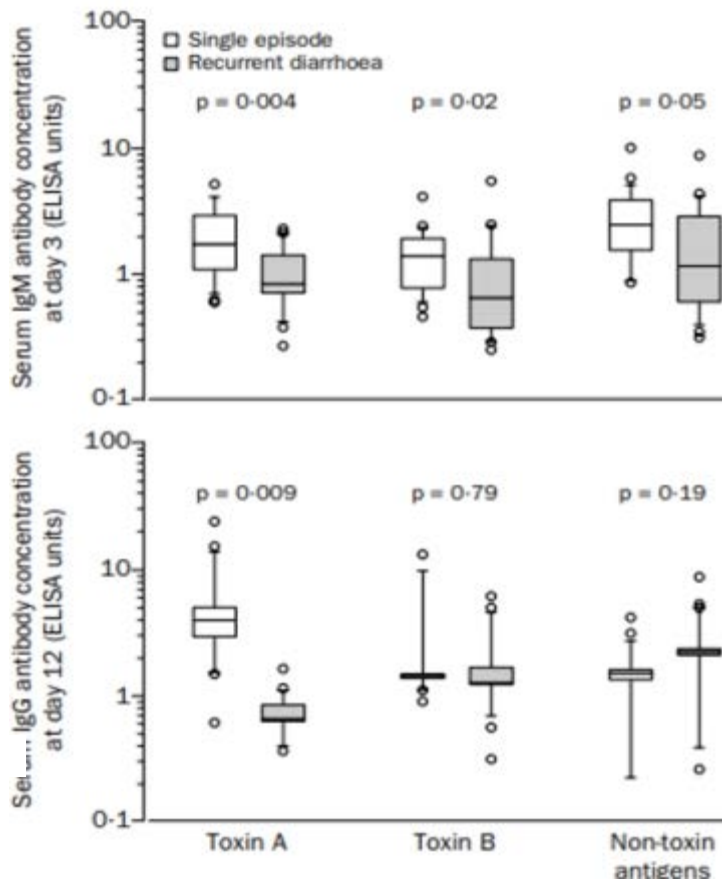 100
Single episode
Recurrent diarrhoea
p = 0·004
p = 0·02
p = 0·05
10
1
0·1
Serum IgM antibody concentration
at day 3 (ELISA units)
100
p = 0·009
p = 0·79
p = 0·19
10
1
0·1
IgG antibody concentration
at day 12 (ELISA units)
Toxin A
Toxin B
Non-toxin
antigens